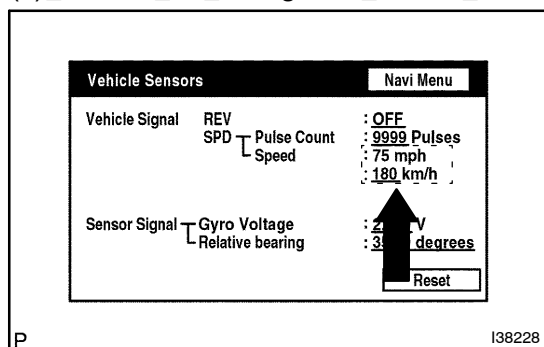 Vehicle Sensors Navi Menu
Vehicle Signal REV : OFF
SPD Pulse Count : 9999 Pulses
Speed : 75 mph
: 180 km/h
Sensor Signal Gyro Voltage : V
Relative bearing : degrees
Reset
P I38228